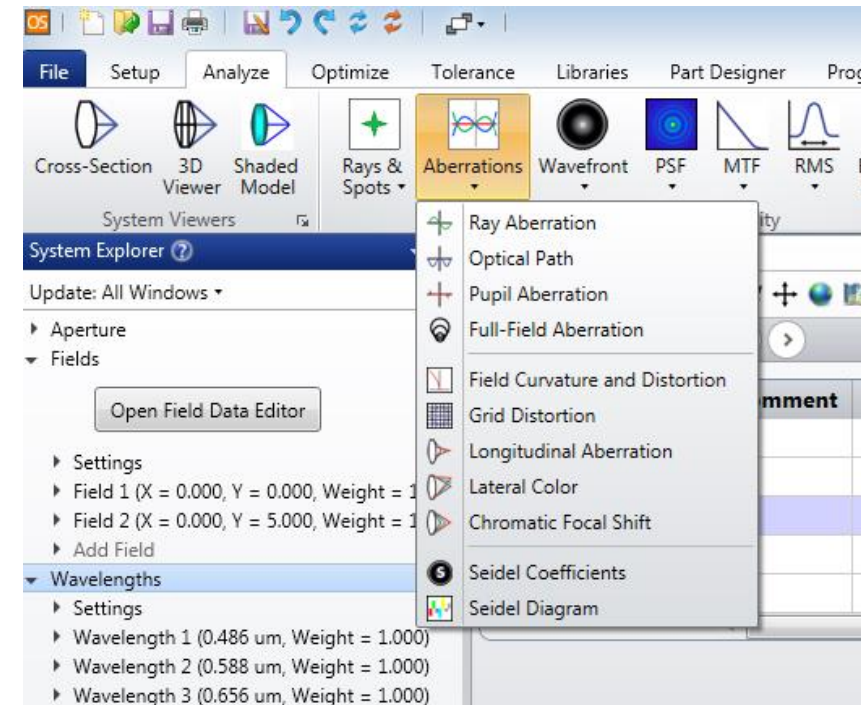 OS
File Setup Analyze Optimize Tolerance Libraries Part Designer
Cross-Section 3D Viewer Shaded Model Rays & Spots Aberrations Wavefront PSF MTF RMS
System Viewers
System Explorer ?
Update: All Windows
Aperture
Fields
Open Field Data Editor
Settings
Field 1 (X = 0.000, Y = 0.000, Weight = 1
Field 2 (X = 0.000, Y = 5.000, Weight = 1
Add Field
Wavelengths
Settings
Wavelength 1 (0.486 um, Weight = 1.000)
Wavelength 2 (0.588 um, Weight = 1.000)
Wavelength 3 (0.656 um, Weight = 1.000)
Ray Aberration
Optical Path
Pupil Aberration
Full-Field Aberration
Field Curvature and Distortion
Grid Distortion
Longitudinal Aberration
Lateral Color
Chromatic Focal Shift
S Seidel Coefficients
Seidel Diagram